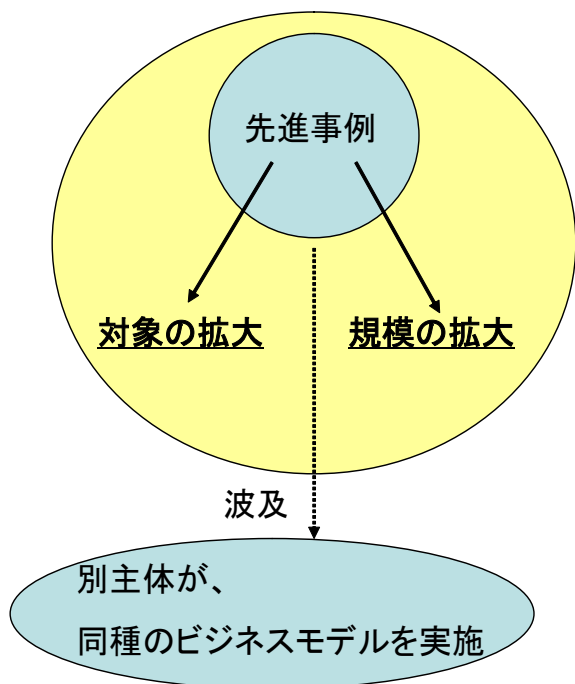 先進事例
対象の拡大
規模の拡大
波及
別主体が、
同種のビジネスモデルを実施